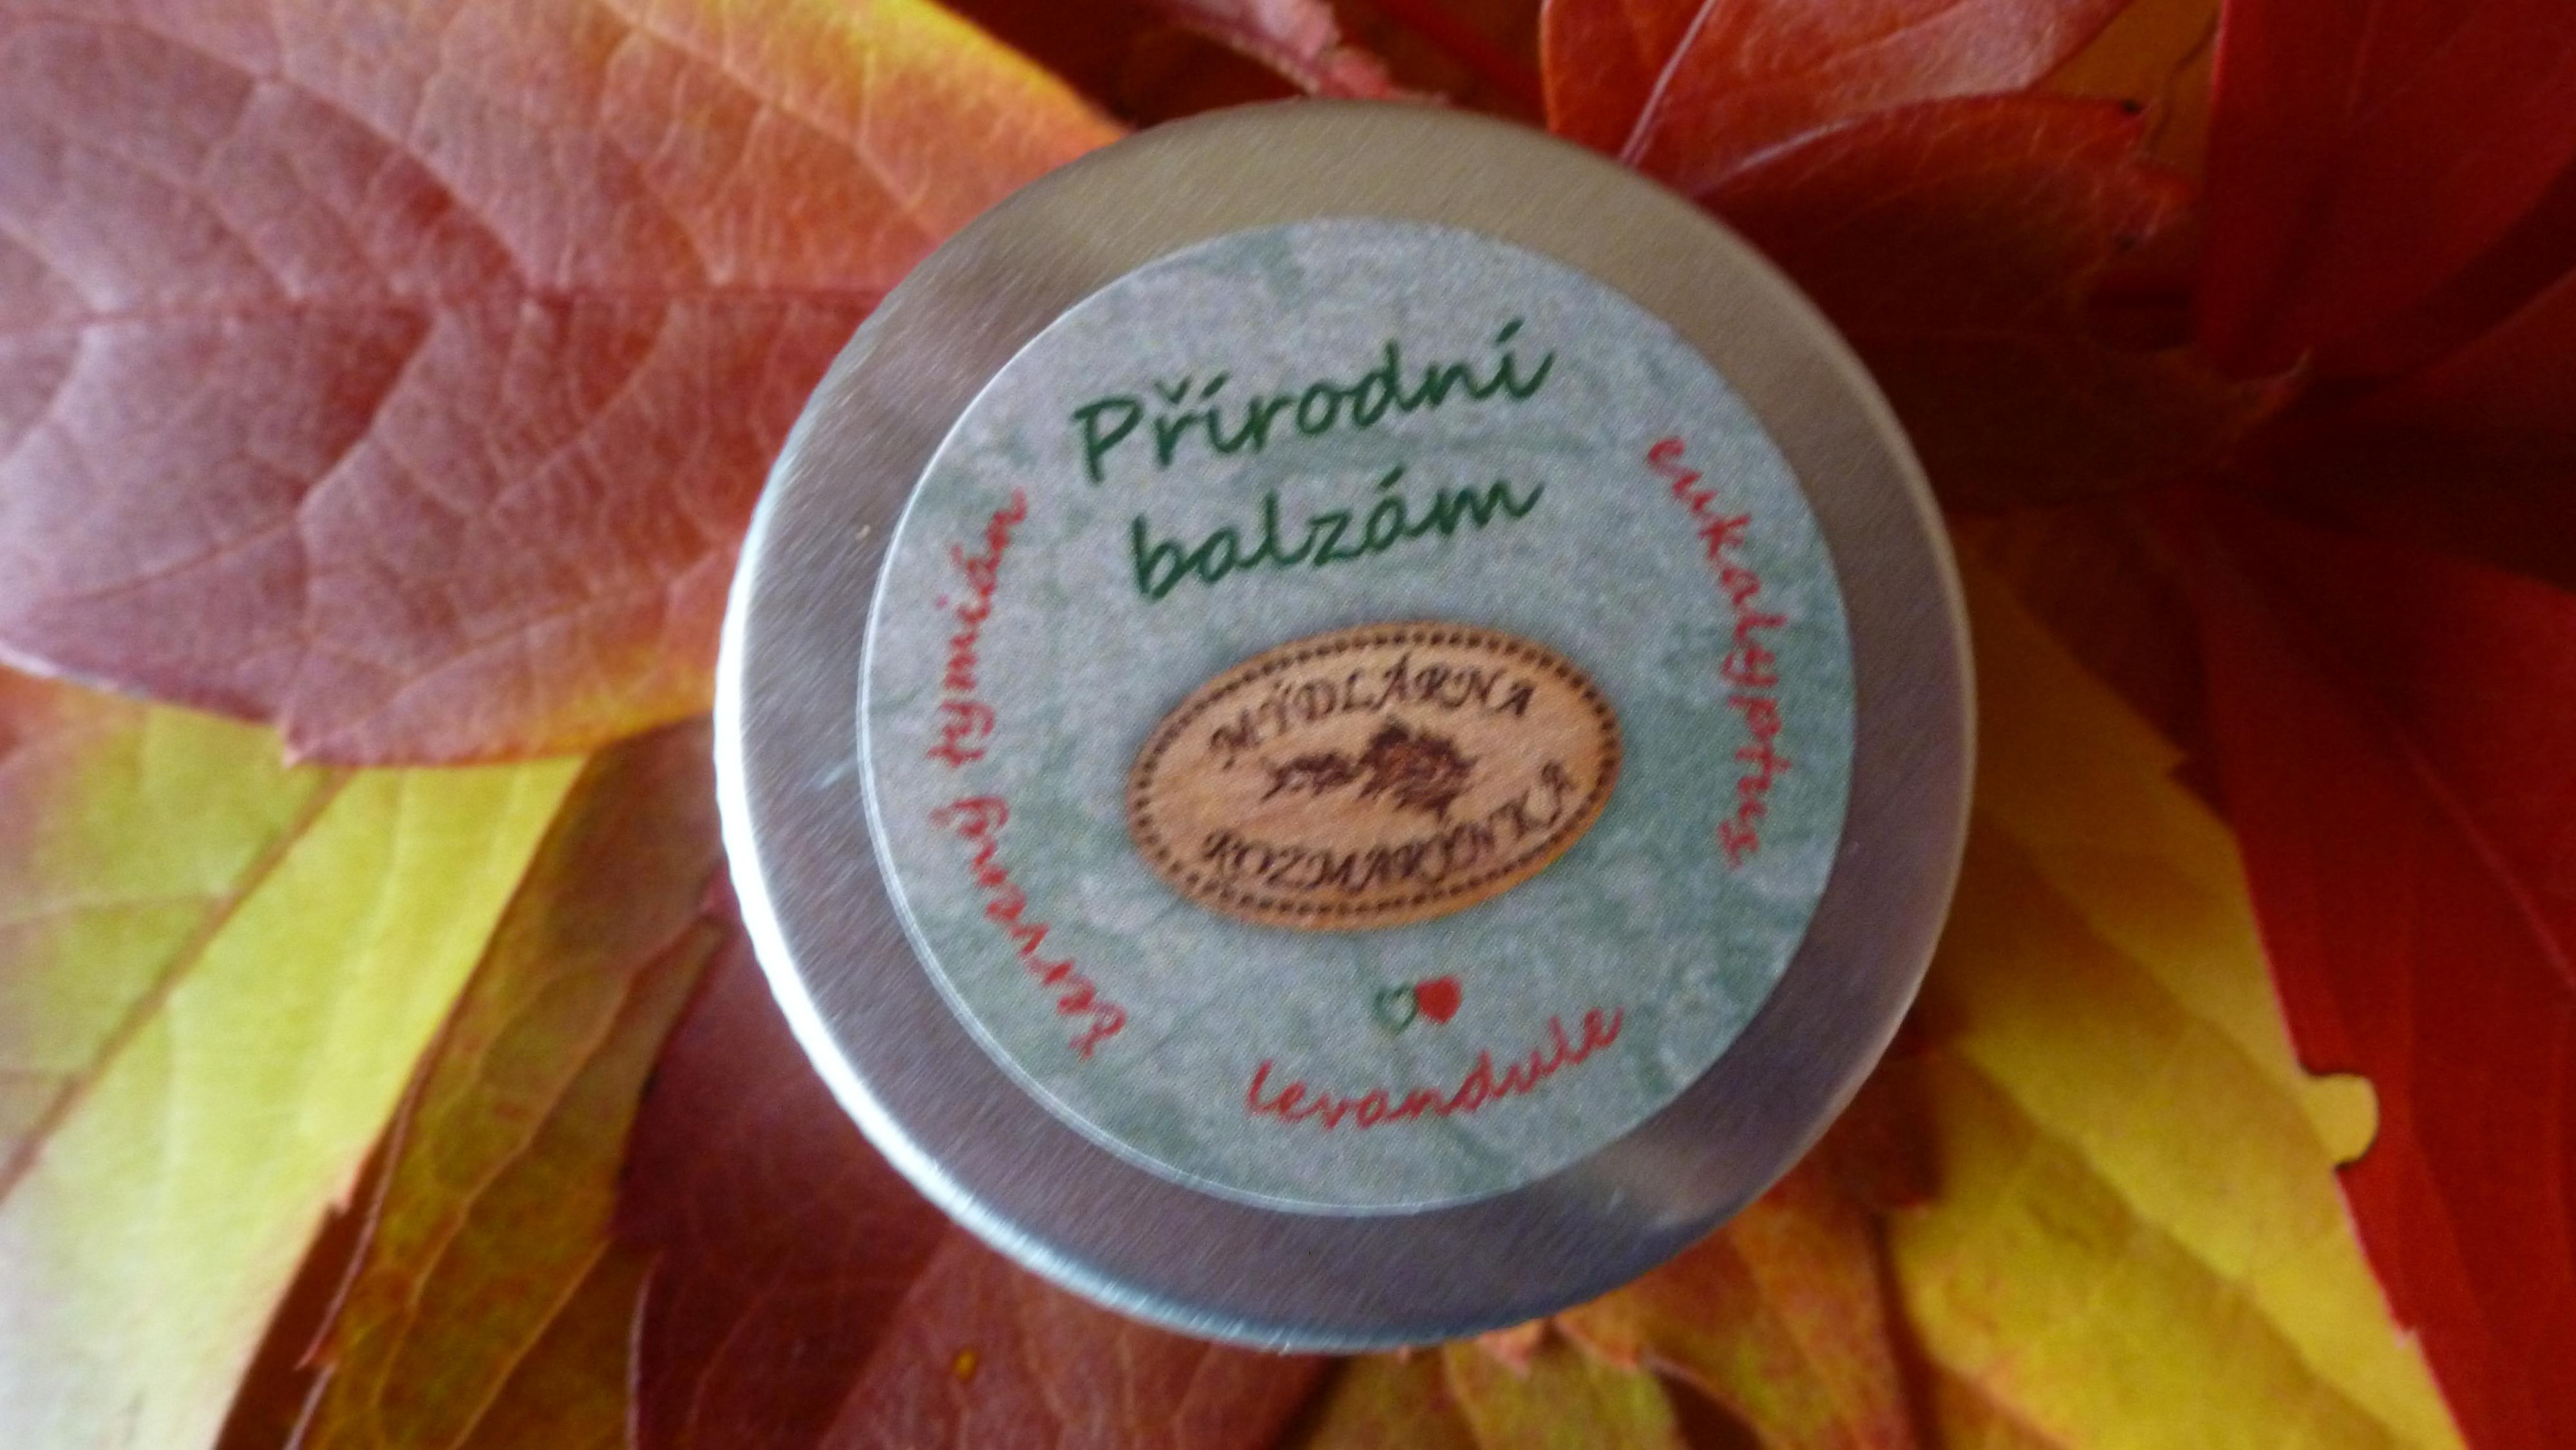 Přírodní
balzám
červený tymián
eukalyptus
MÝDLÁRNA
ROZMARÝNKA
levandule